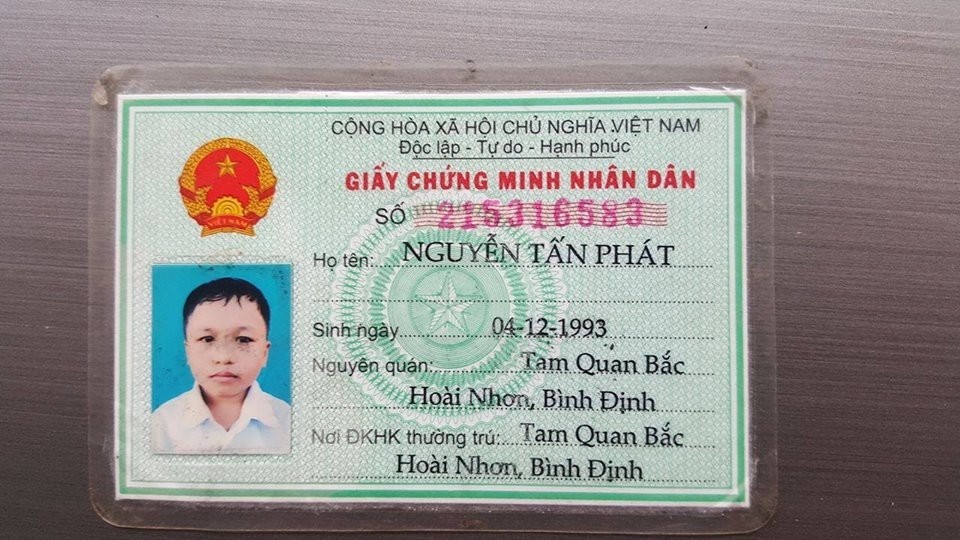 CỘNG HÒA XÃ HỘI CHỦ NGHĨA VIỆT NAM
Độc lập - Tự do - Hạnh phúc
GIẤY CHỨNG MINH NHÂN DÂN
SỐ 215316583
Họ tên: NGUYỄN TẤN PHÁT
Sinh ngày 04-12-1993
Nguyên quán: Tam Quan Bắc
Hoài Nhơn, Bình Định
Nơi ĐKHK thường trú: Tam Quan Bắc
Hoài Nhơn, Bình Định
VIỆT NAM